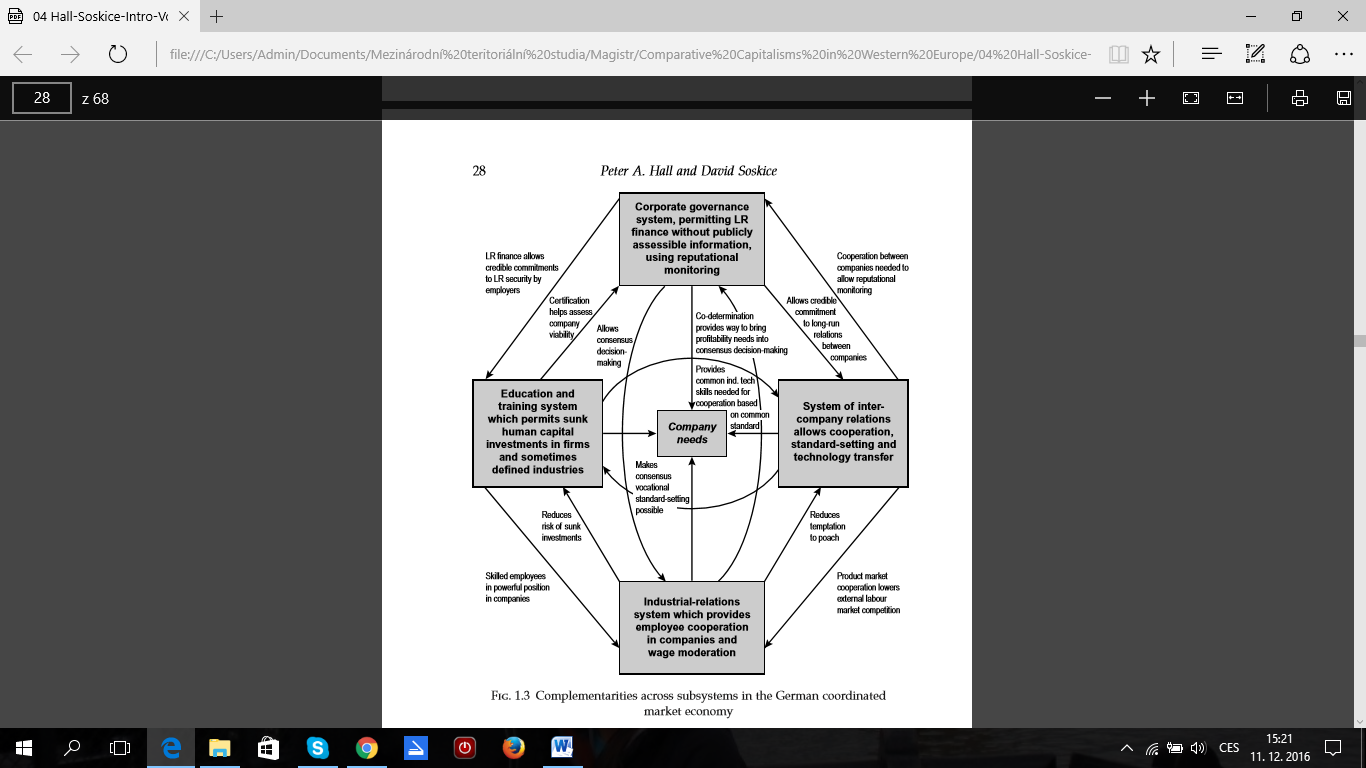 04 Hall-Soskice-Intro-Vo
file:///C:/Users/Admin/Documents/Mezinárodní%20teritoriální%20studia/Magistr/Comparative%20Capitalisms%20in%20Western%20Europe/04%20Hall-Soskice-
28 z 68
28 Peter A. Hall and David Soskice
Corporate governance
system, permitting LR
finance without publicly
assessible information,
using reputational
monitoring
LR finance allows
credible commitments
to LR security by
employers
Cooperation between
companies needed to
allow reputational
monitoring
Certification
helps assess
company
viability
Allows
consensus
decision-
making
Co-determination
provides way to bring
profitability needs into
consensus decision-making
Allows credible
commitment
to long-run
relations
between
companies
Provides
common ind. tech
skills needed for
cooperation based
on common
standard
Education and
training system
which permits sunk
human capital
investments in firms
and sometimes
defined industries
Company
needs
System of inter-
company relations
allows cooperation,
standard-setting and
technology transfer
Makes
consensus
vocational
standard-setting
possible
Reduces
risk of sunk
investments
Reduces
temptation
to poach
Skilled employees
in powerful position
in companies
Product market
cooperation lowers
external labour
market competition
Industrial-relations
system which provides
employee cooperation
in companies and
wage moderation
FIG. 1.3 Complementarities across subsystems in the German coordinated
market economy
CES
15:21
11. 12. 2016